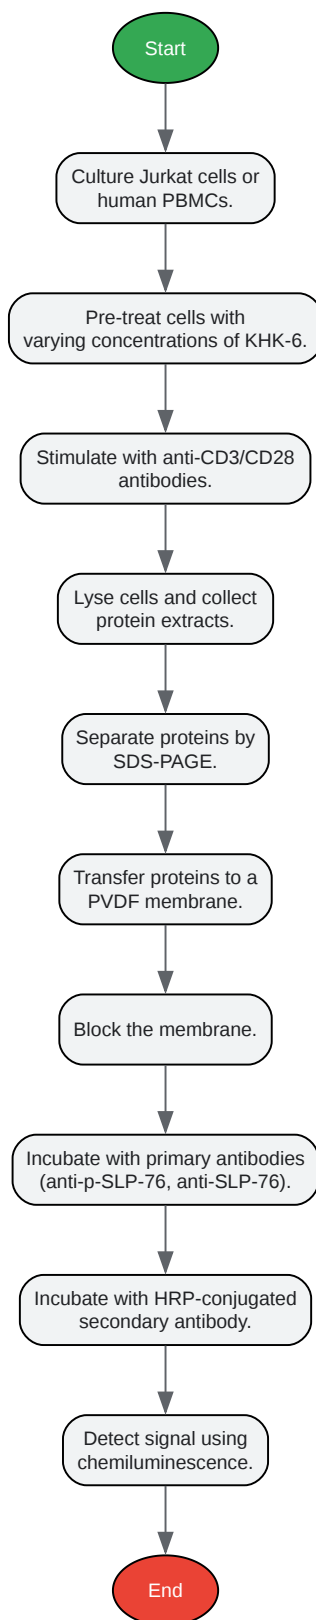 Start
Culture Jurkat cells or
human PBMCs.
Pre-treat cells with
varying concentrations of KHK-6.
Stimulate with anti-CD3/CD28
antibodies.
Lyse cells and collect
protein extracts.
Separate proteins by
SDS-PAGE.
Transfer proteins to a
PVDF membrane.
Block the membrane.
Incubate with primary antibodies
(anti-p-SLP-76, anti-SLP-76).
Incubate with HRP-conjugated
secondary antibody.
Detect signal using
chemiluminescence.
End